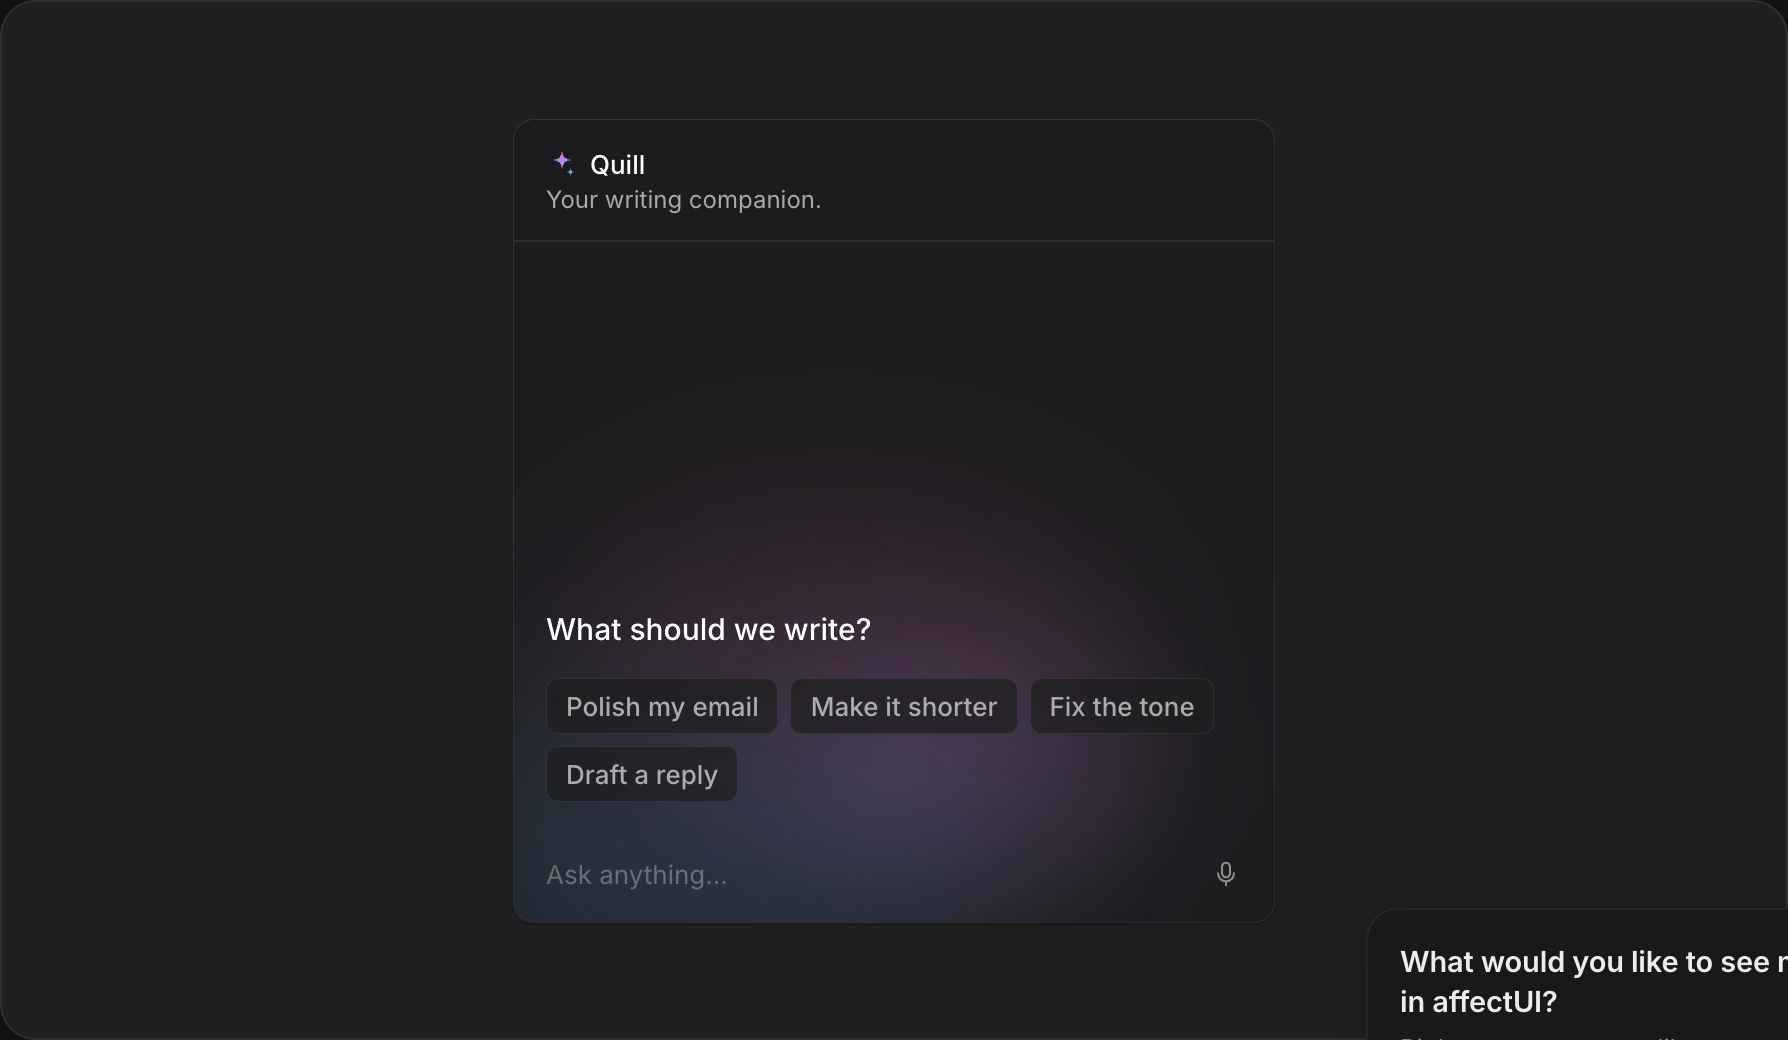 Quill
Your writing companion.
What should we write?
Polish my email
Make it shorter
Fix the tone
Draft a reply
Ask anything...
What would you like to see
in affectUI?